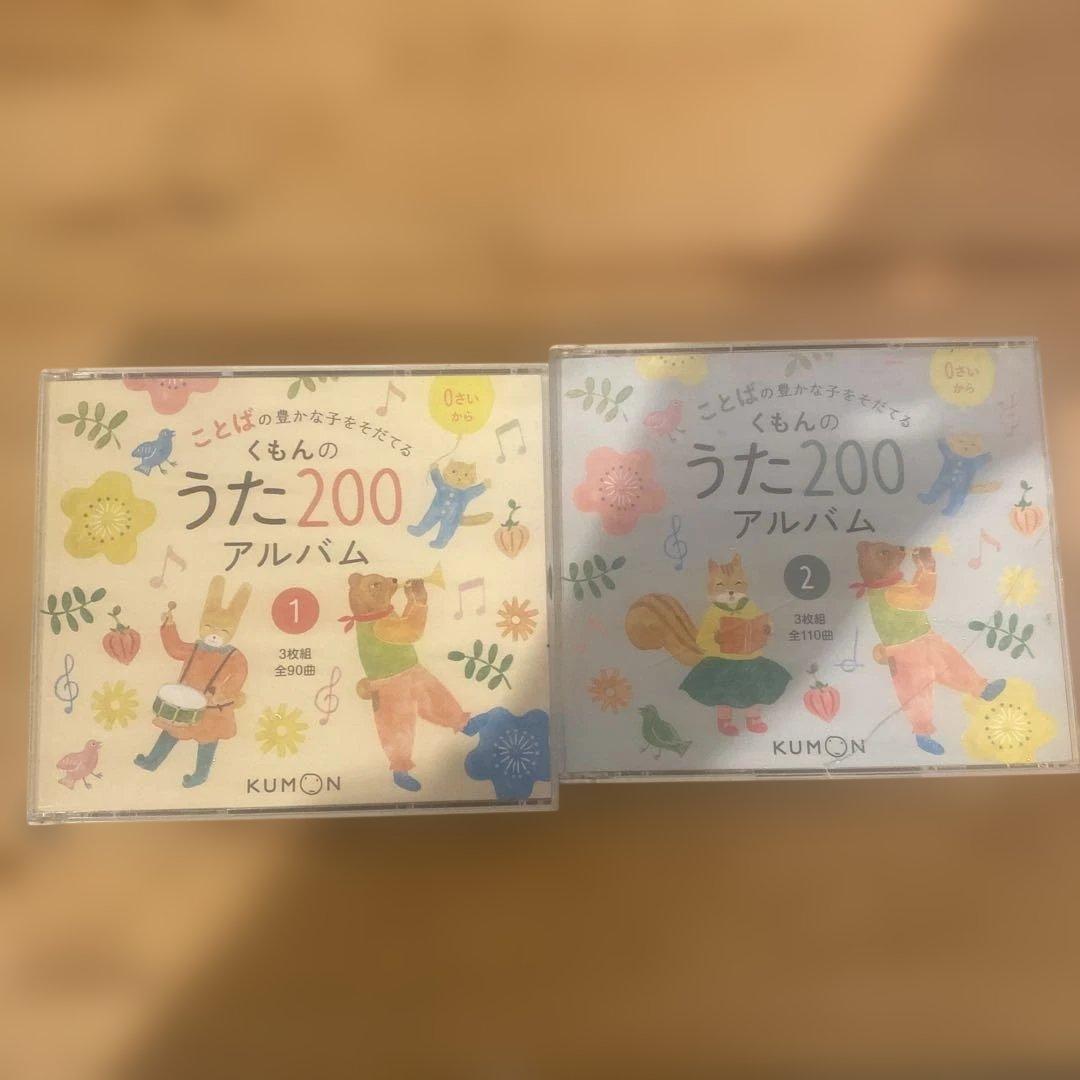 0さい
から
ことばの豊かな子をそだてる
くもんの
うた200
アルバム
1
3枚組
全90曲
KUMON
0さい
から
ことばの豊かな子をそだてる
くもんの
うた200
アルバム
2
3枚組
全110曲
KUMON